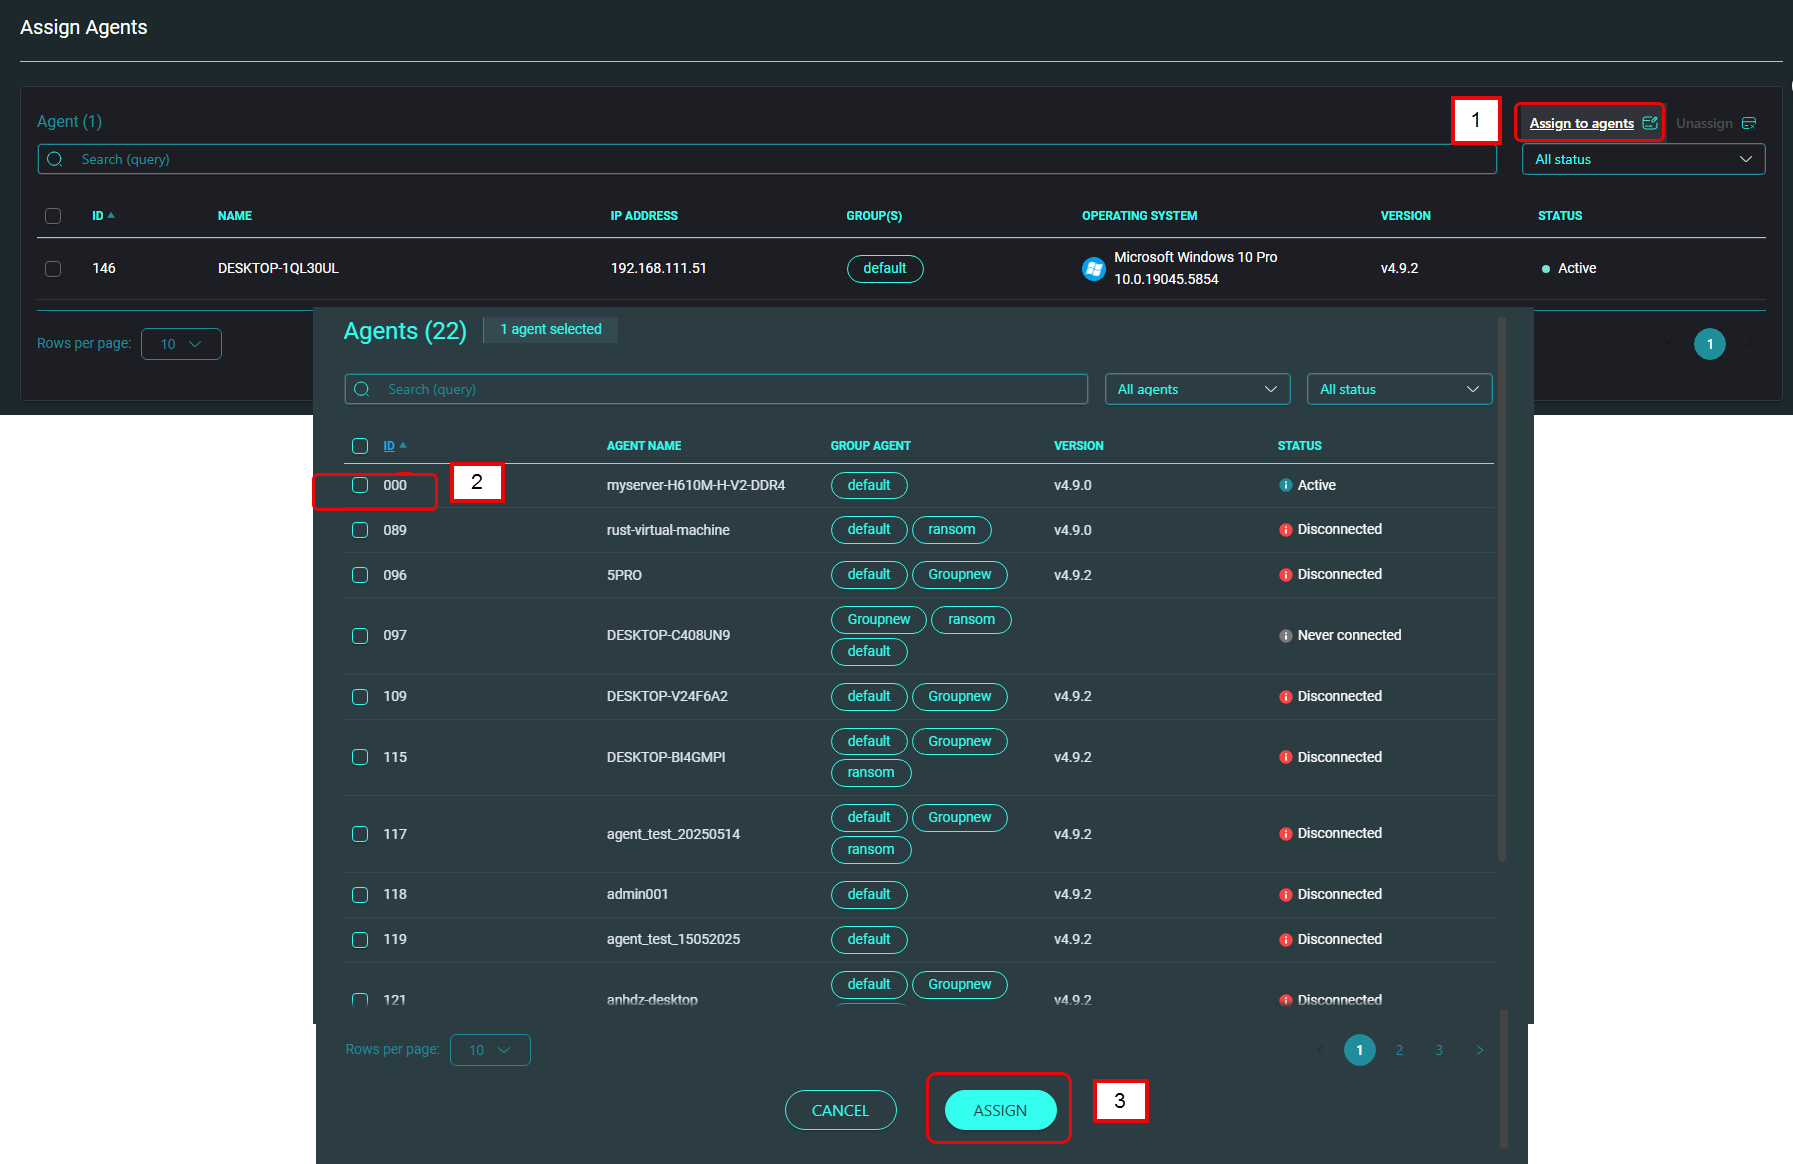 Assign Agents
Agent (1)
1
Assign to agents
Unassign
Search (query)
All status
ID NAME IP ADDRESS GROUP(S) OPERATING SYSTEM VERSION STATUS
146 DESKTOP-1QL30UL 192.168.111.51 default Microsoft Windows 10 Pro 10.0.19045.5854 v4.9.2 Active
Rows per page: 10
1
Agents (22)
1 agent selected
Search (query)
All agents
All status
ID AGENT NAME GROUP AGENT VERSION STATUS
000 2 myserver-H610M-H-V2-DDR4 default v4.9.0 Active
089 rust-virtual-machine default ransom v4.9.0 Disconnected
096 5PRO default Groupnew v4.9.2 Disconnected
097 DESKTOP-C408UN9 Groupnew ransom default Never connected
109 DESKTOP-V24F6A2 default Groupnew v4.9.2 Disconnected
115 DESKTOP-BI4GMPI default Groupnew ransom v4.9.2 Disconnected
117 agent_test_20250514 default Groupnew ransom v4.9.2 Disconnected
118 admin001 default v4.9.2 Disconnected
119 agent_test_15052025 default v4.9.2 Disconnected
121 anhdz-desktop default Groupnew v4.9.2 Disconnected
Rows per page: 10
1 2 3
CANCEL
ASSIGN
3